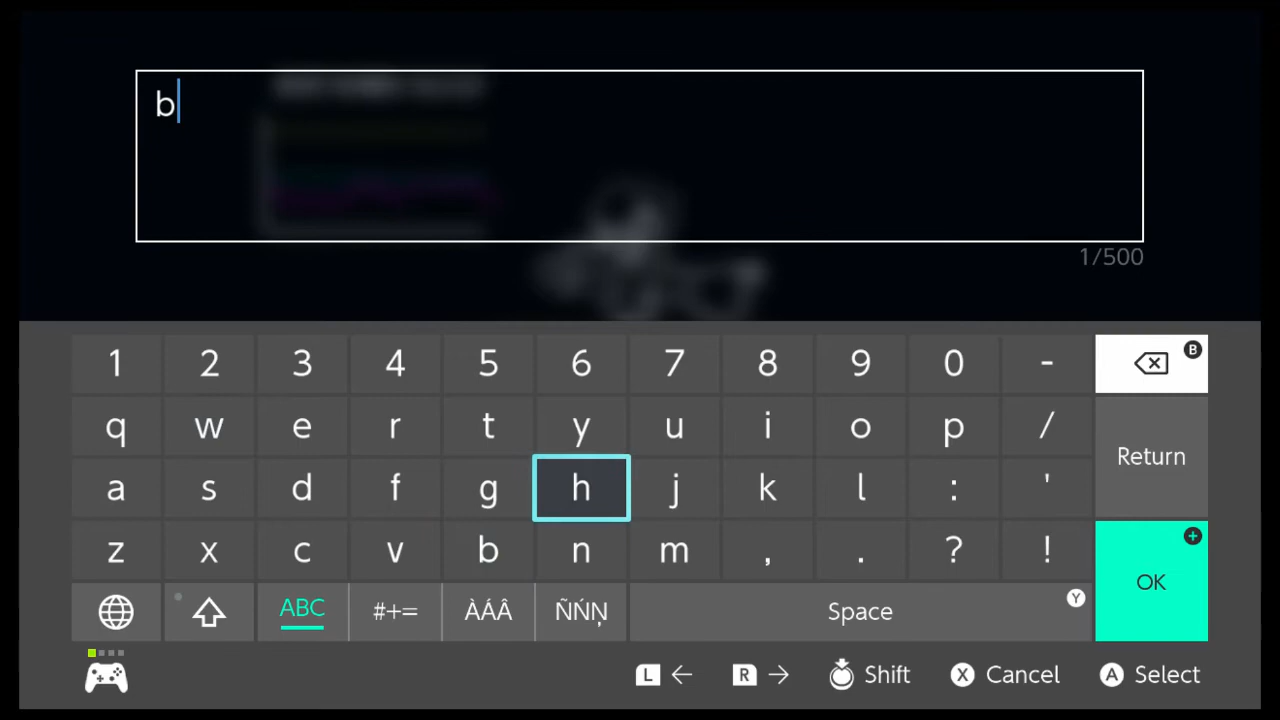 b
1/500
1 2 3 4 5 6 7 8 9 0 - B
q w e r t y u i o p / Return
a s d f g h j k l : '
z x c v b n m , . ? ! + OK
ABC #+= ÀÁÂ ÑŃŅ Space Y
L ← R → Shift X Cancel A Select